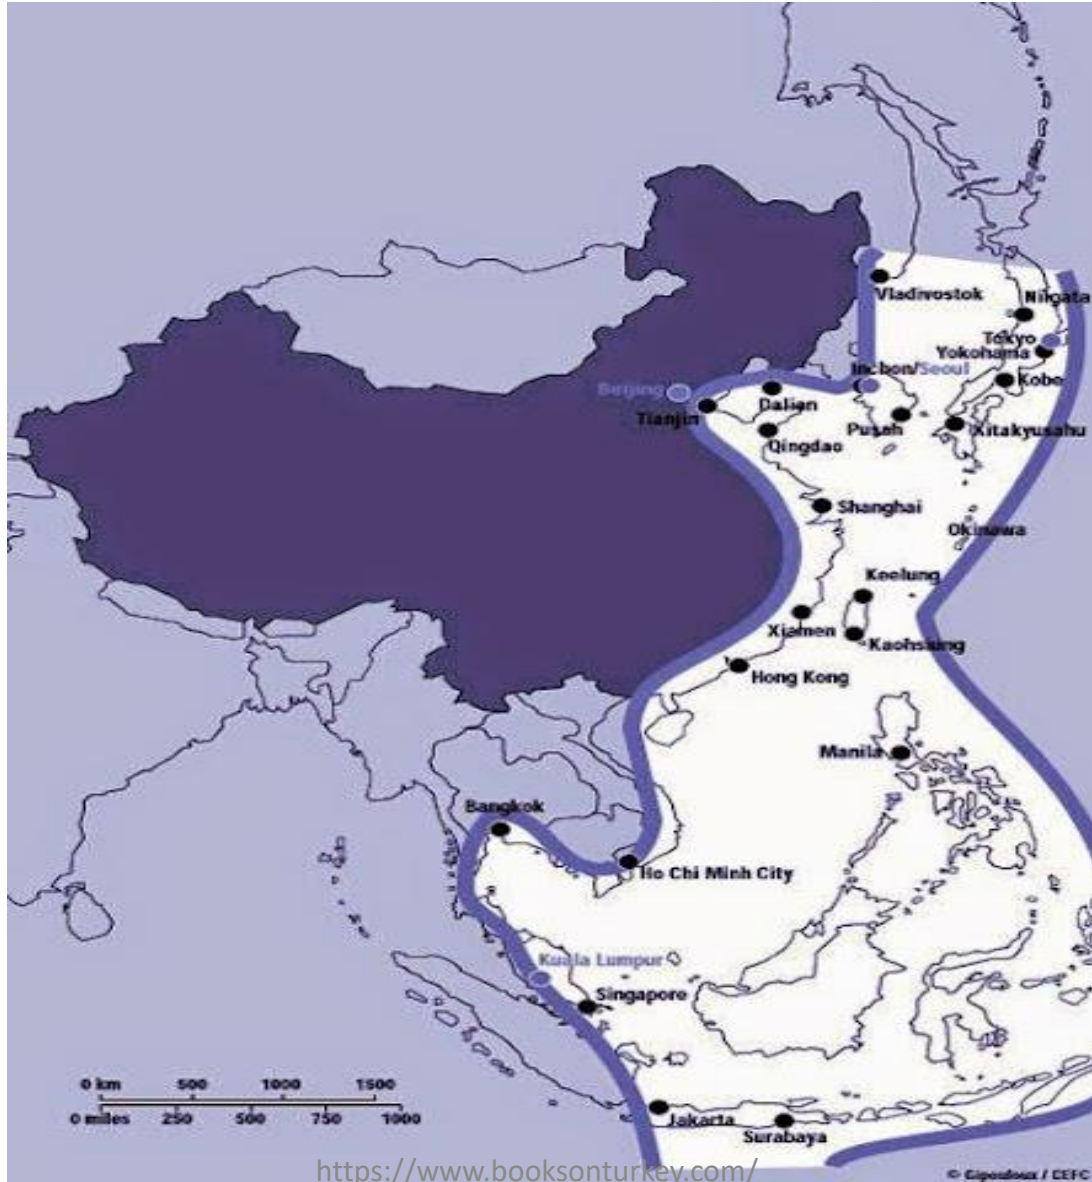 Vladivostok
Niigata
Tokyo
Yokohama
Inchon/Seoul
Kobe
Beijing
Tianjin
Dalian
Pusan
Kitakyushu
Qingdao
Shanghai
Okinawa
Keelung
Xiamen
Kaohsiung
Hong Kong
Manila
Bangkok
Ho Chi Minh City
Kuala Lumpur
Singapore
0 km 500 1000 1500
0 miles 250 500 750 1000
Jakarta
Surabaya
https://www.booksonturkey.com/
© Gipouloux / CEFC